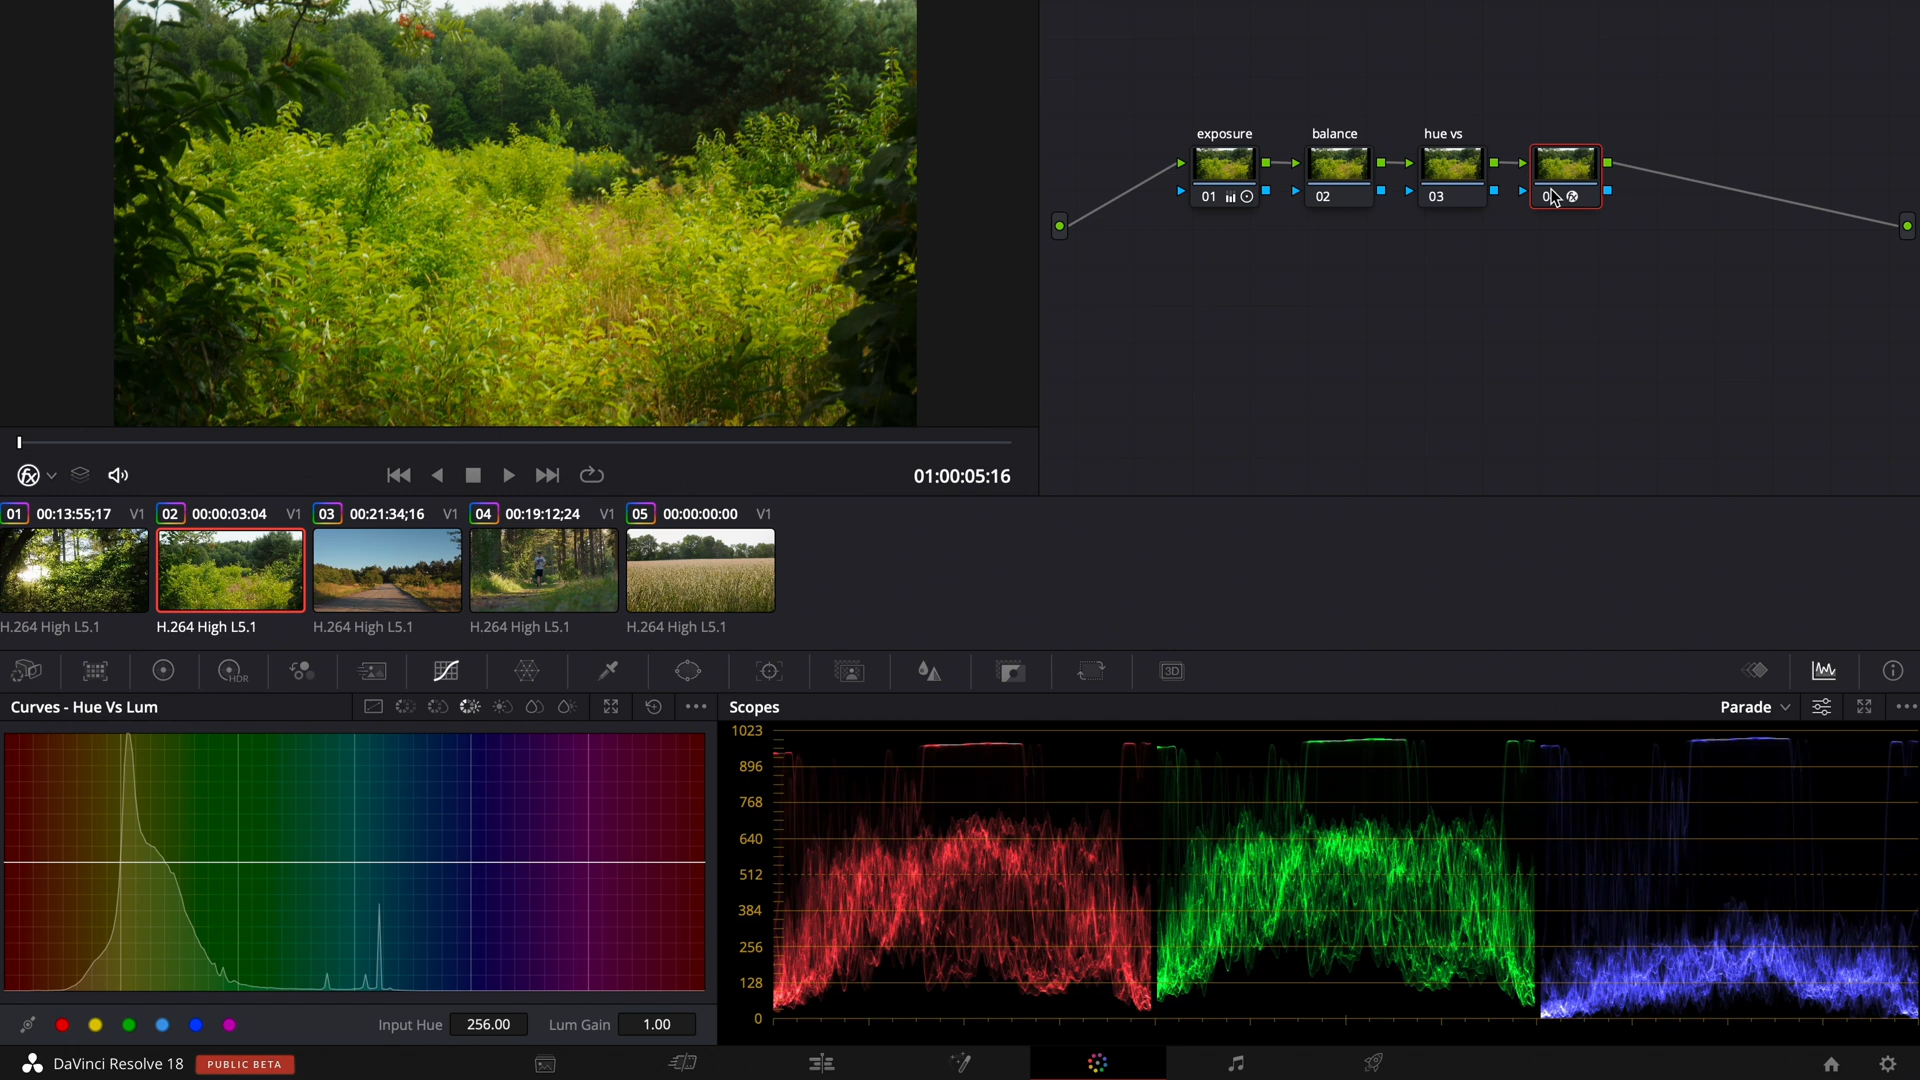 exposure
balance
hue vs
01
02
03
01:00:05:16
01 00:13:55;17 V1
02 00:00:03:04 V1
03 00:21:34;16 V1
04 00:19:12;24 V1
05 00:00:00:00 V1
H.264 High L5.1
H.264 High L5.1
H.264 High L5.1
H.264 High L5.1
H.264 High L5.1
HDR
3D
Curves - Hue Vs Lum
Scopes
Parade
1023
896
768
640
512
384
256
128
0
Input Hue 256.00 Lum Gain 1.00
DaVinci Resolve 18 PUBLIC BETA